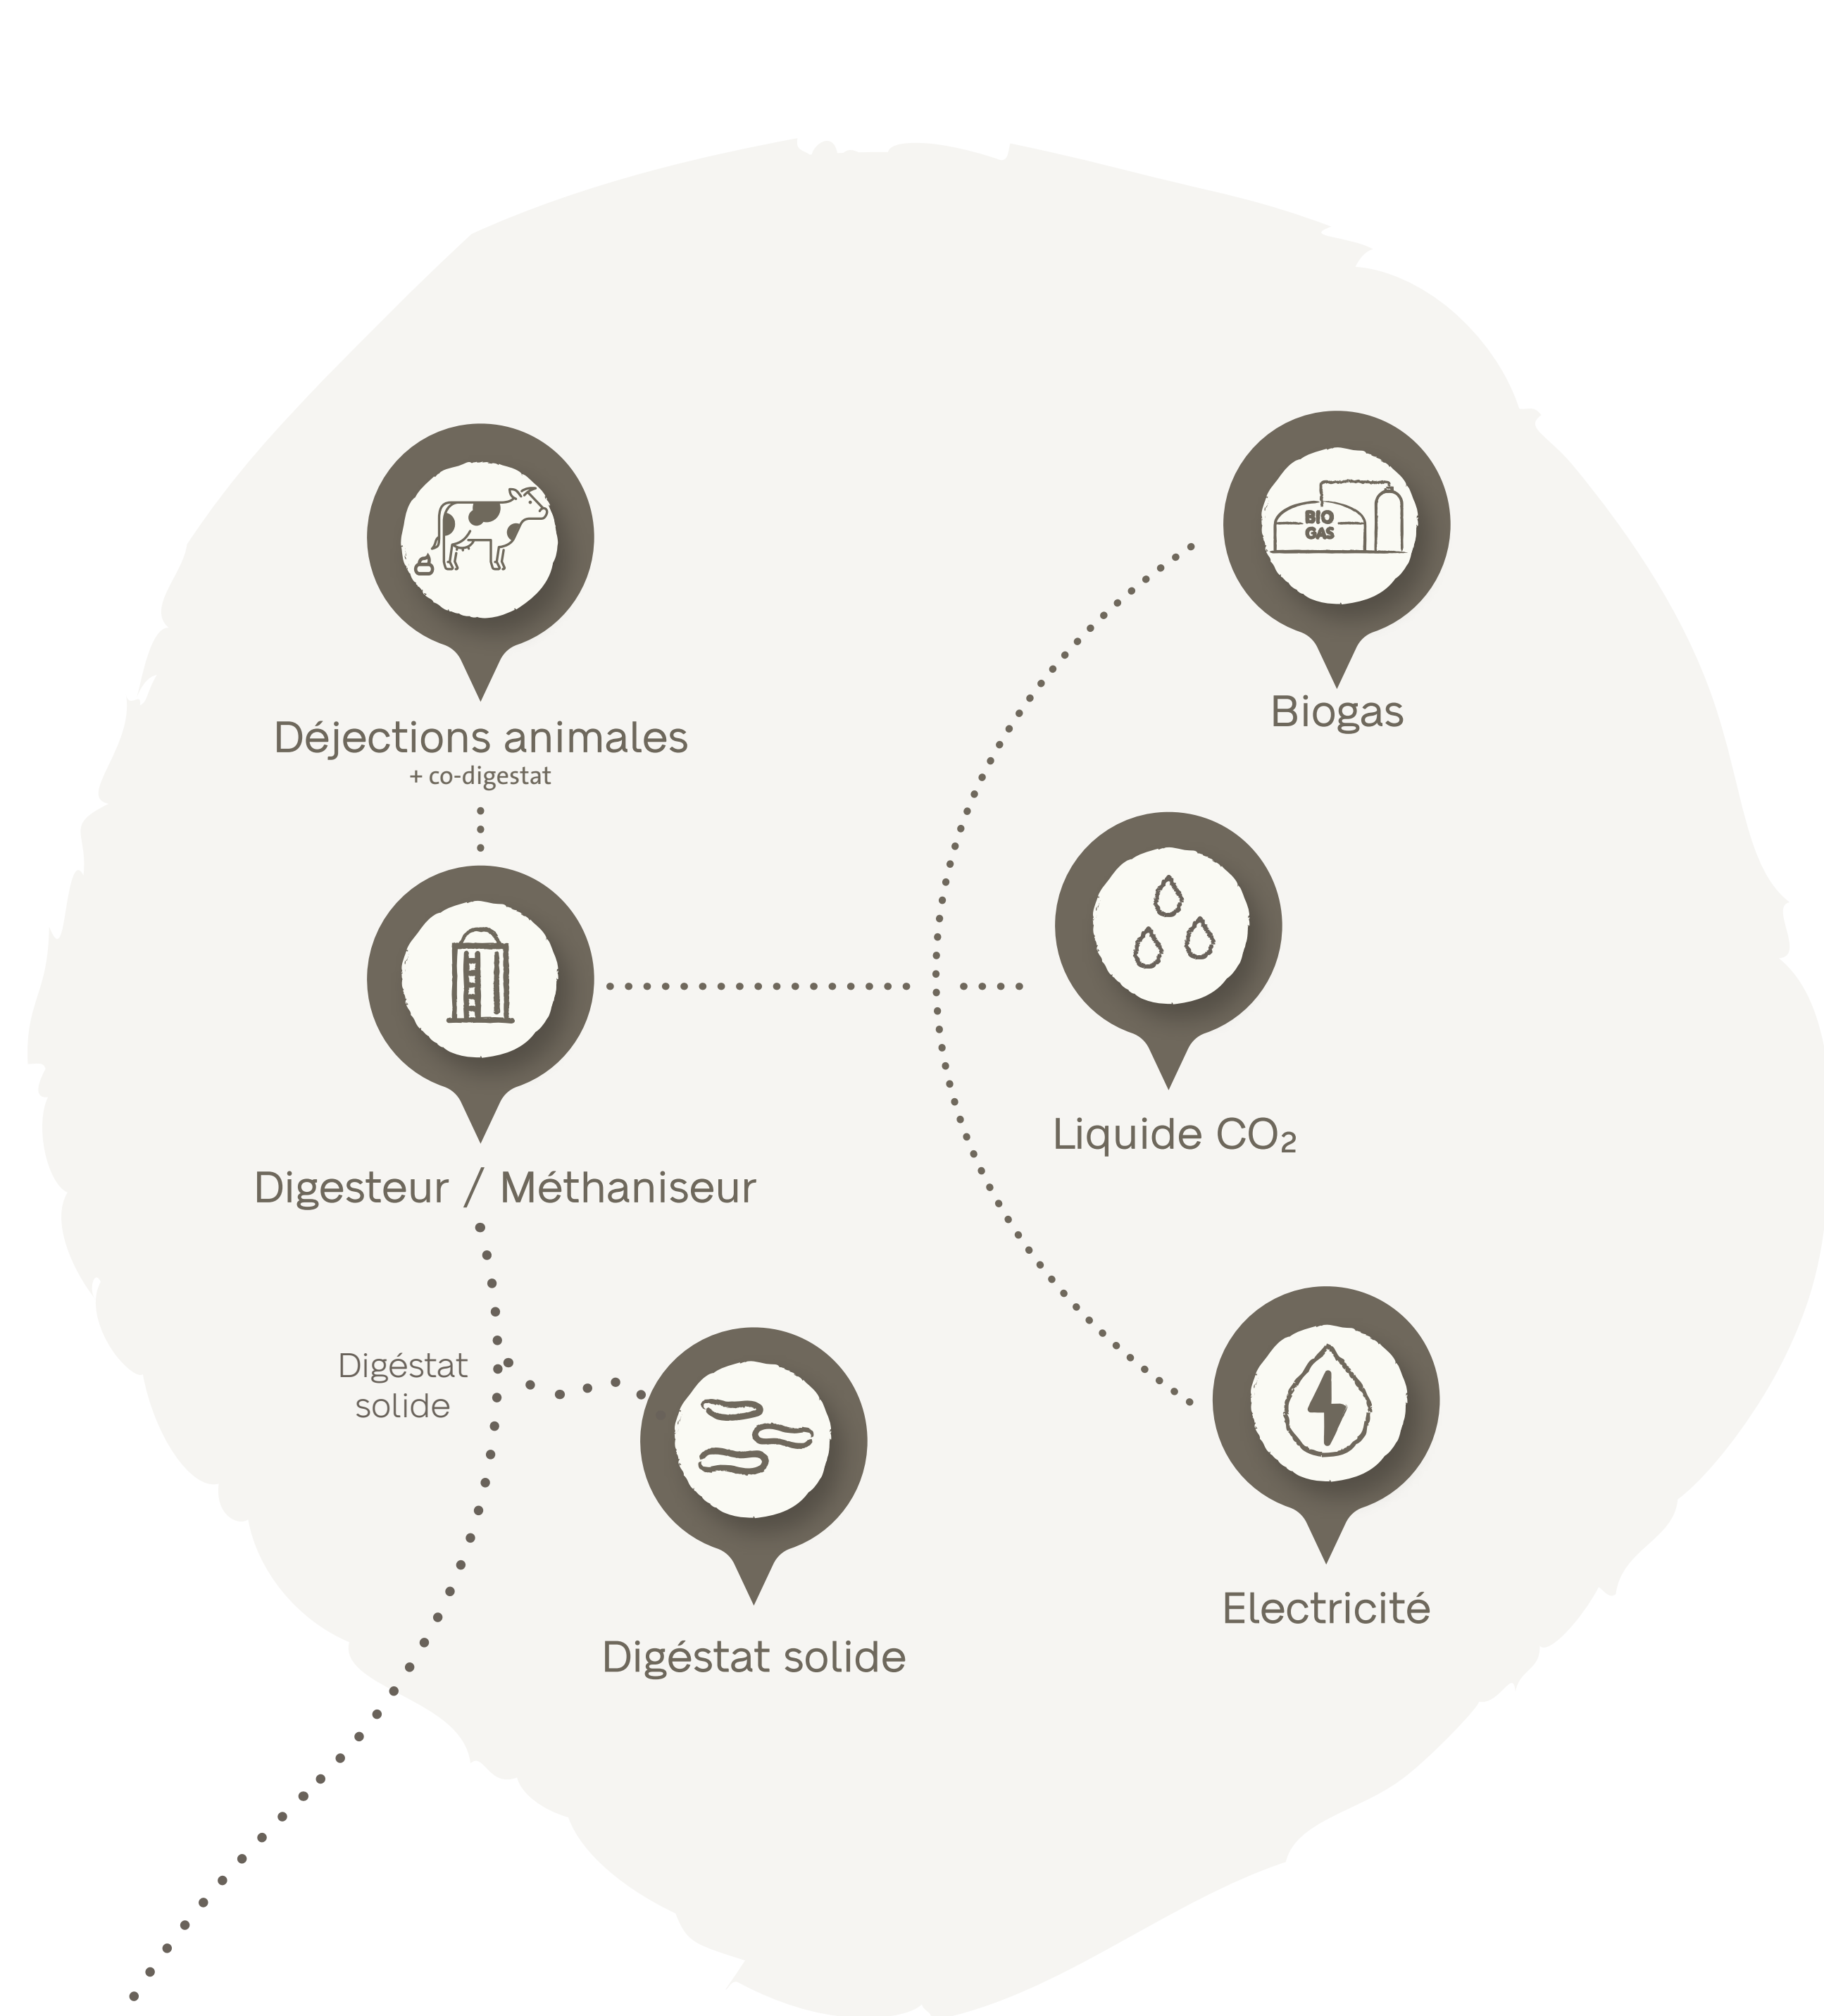 BIO
GAS
Biogas
Déjections animales
+ co-digestat
Liquide CO₂
Digesteur / Méthaniseur
Digéstat
solide
Electricité
Digéstat solide